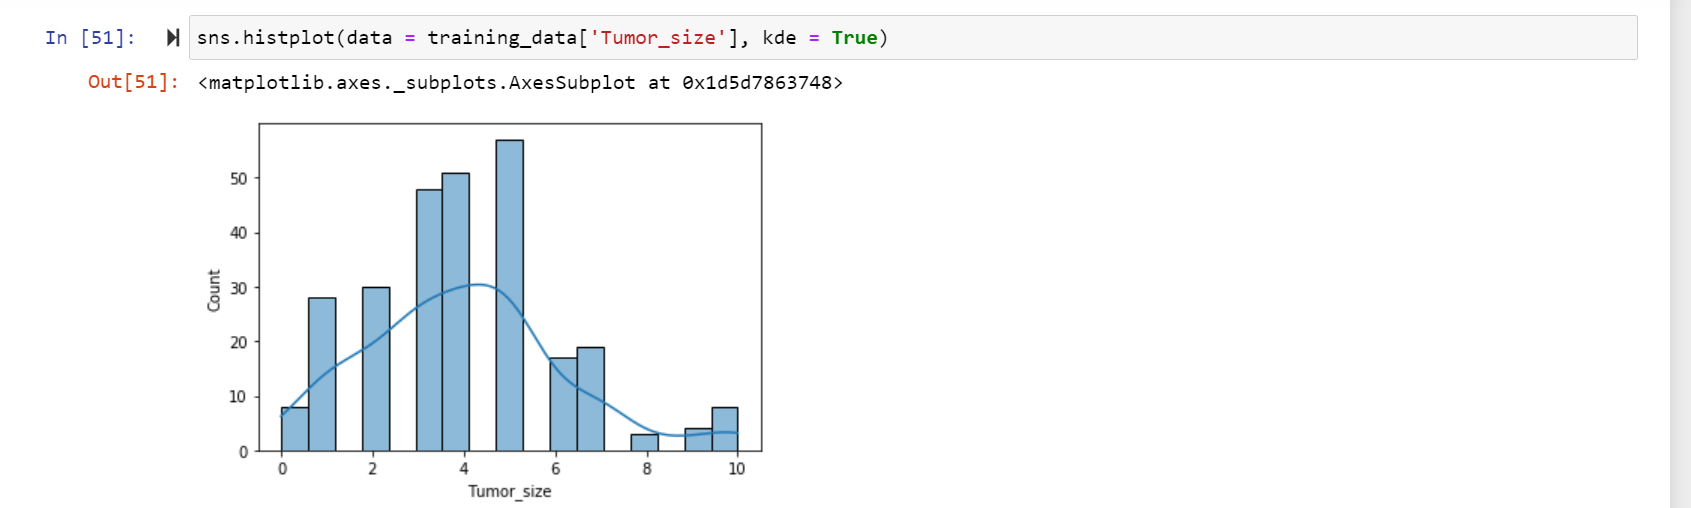 In [51]: sns.histplot(data = training_data['Tumor_size'], kde = True)
Out[51]: <matplotlib.axes._subplots.AxesSubplot at 0x1d5d7863748>
50
40
30
20
10
0
Count
0 2 4 6 8 10
Tumor_size